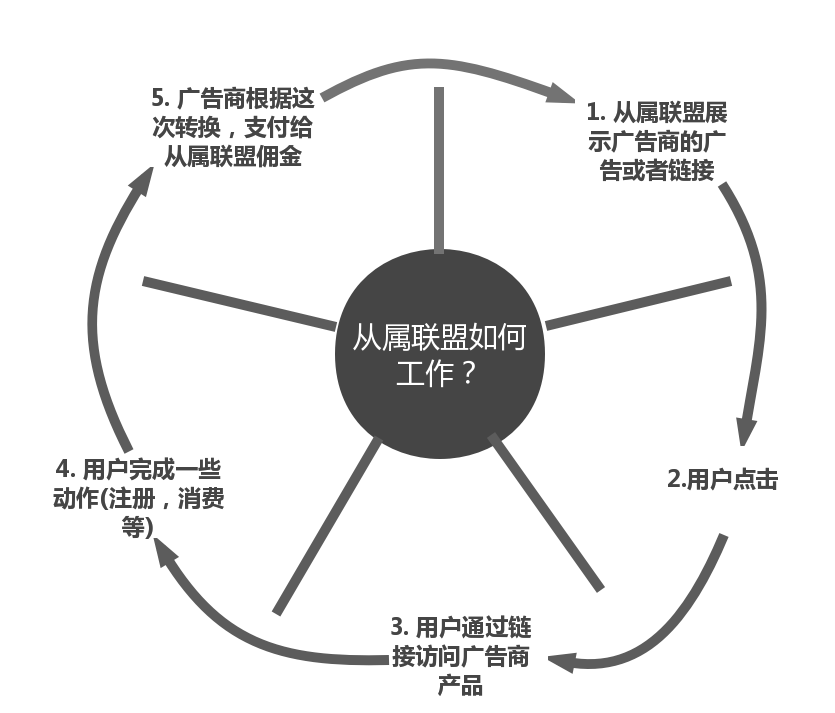 从属联盟如何
工作？
1. 从属联盟展
示广告商的广
告或者链接
2.用户点击
3. 用户通过链
接访问广告商
产品
4. 用户完成一些
动作(注册，消费
等)
5. 广告商根据这
次转换，支付给
从属联盟佣金